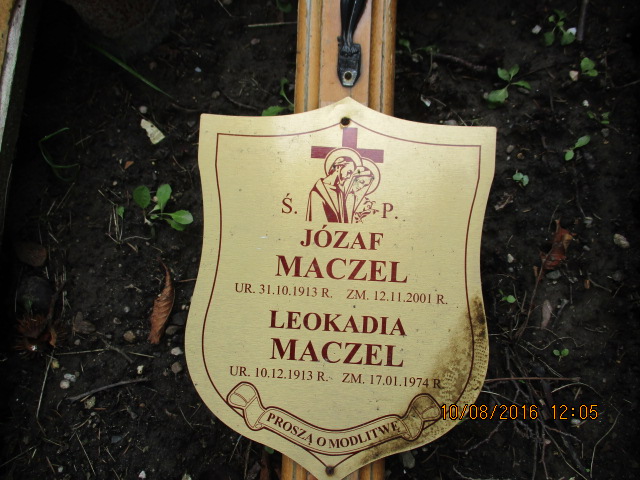 Ś. P.
JÓZAF
MACZEL
UR. 31.10.1913 R. ZM. 12.11.2001 R.
LEOKADIA
MACZEL
UR. 10.12.1913 R. ZM. 17.01.1974 R.
PROSZĄ O MODLITWĘ
10/08/2016 12:05